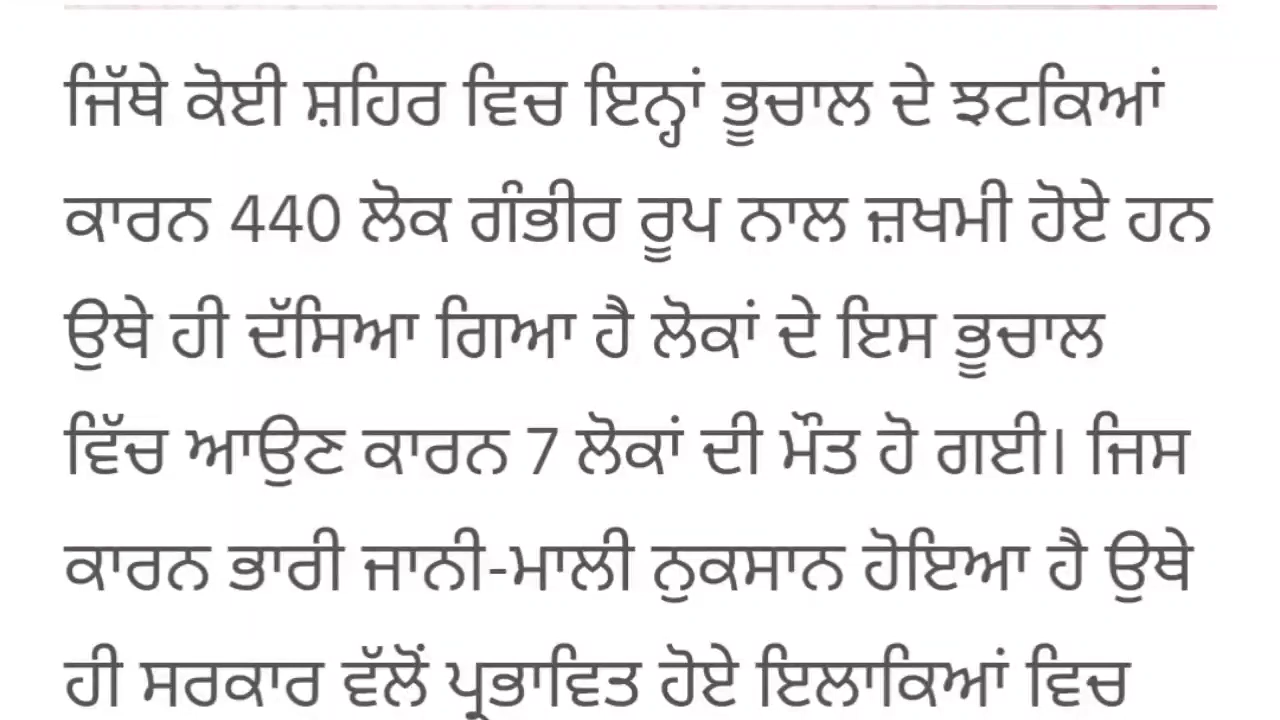 ਜਿੱਥੇ ਕੋਈ ਸ਼ਹਿਰ ਵਿਚ ਇਨ੍ਹਾਂ ਭੂਚਾਲ ਦੇ ਝਟਕਿਆਂ
ਕਾਰਨ 440 ਲੋਕ ਗੰਭੀਰ ਰੂਪ ਨਾਲ ਜ਼ਖਮੀ ਹੋਏ ਹਨ
ਉਥੇ ਹੀ ਦੱਸਿਆ ਗਿਆ ਹੈ ਲੋਕਾਂ ਦੇ ਇਸ ਭੂਚਾਲ
ਵਿੱਚ ਆਉਣ ਕਾਰਨ 7 ਲੋਕਾਂ ਦੀ ਮੌਤ ਹੋ ਗਈ। ਜਿਸ
ਕਾਰਨ ਭਾਰੀ ਜਾਨੀ-ਮਾਲੀ ਨੁਕਸਾਨ ਹੋਇਆ ਹੈ ਉਥੇ
ਹੀ ਸਰਕਾਰ ਵੱਲੋਂ ਪ੍ਰਭਾਵਿਤ ਹੋਏ ਇਲਾਕਿਆਂ ਵਿਚ